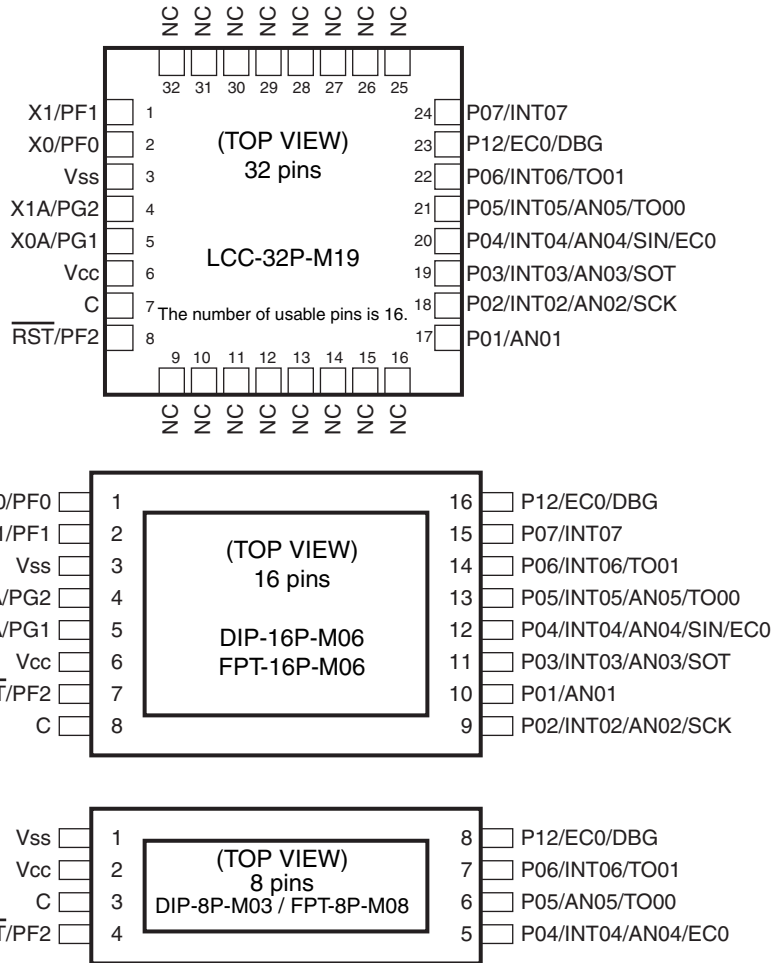 NC NC NC NC NC NC NC NC
32 31 30 29 28 27 26 25
X1/PF1 1 24 P07/INT07
X0/PF0 2 (TOP VIEW) 23 P12/EC0/DBG
Vss 3 32 pins 22 P06/INT06/TO01
X1A/PG2 4 21 P05/INT05/AN05/TO00
X0A/PG1 5 LCC-32P-M19 20 P04/INT04/AN04/SIN/EC0
Vcc 6 19 P03/INT03/AN03/SOT
C 7 The number of usable pins is 16. 18 P02/INT02/AN02/SCK
RST/PF2 8 17 P01/AN01
9 10 11 12 13 14 15 16
NC NC NC NC NC NC NC NC
0/PF0 1 16 P12/EC0/DBG
1/PF1 2 15 P07/INT07
Vss 3 (TOP VIEW) 14 P06/INT06/TO01
/PG2 4 16 pins 13 P05/INT05/AN05/TO00
/PG1 5 DIP-16P-M06 12 P04/INT04/AN04/SIN/EC0
Vcc 6 FPT-16P-M06 11 P03/INT03/AN03/SOT
/PF2 7 10 P01/AN01
C 8 9 P02/INT02/AN02/SCK
Vss 1 (TOP VIEW) 8 P12/EC0/DBG
Vcc 2 8 pins 7 P06/INT06/TO01
C 3 DIP-8P-M03 / FPT-8P-M08 6 P05/AN05/TO00
/PF2 4 5 P04/INT04/AN04/EC0